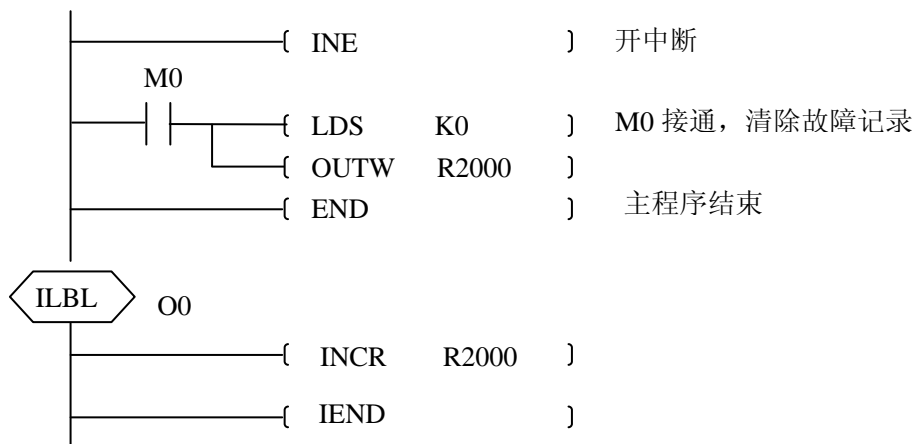 INE 开中断
M0
LDS K0 M0 接通，清除故障记录
OUTW R2000
END 主程序结束
ILBL O0
INCR R2000
IEND